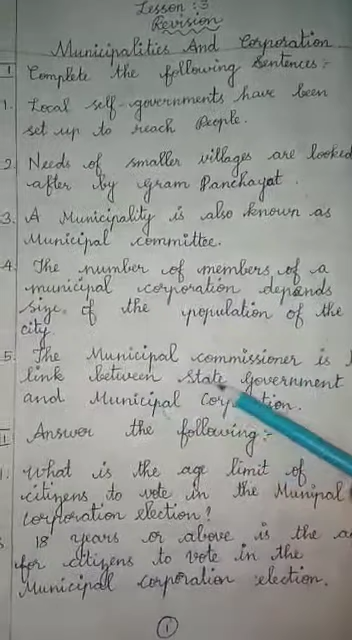 Lesson : 3
Revision
Municipalities And Corporation
I Complete the following sentences :-
1. Local self-governments have been
set up to reach People.
2. Needs of smaller villages are looked
after by gram Panchayat.
3. A Municipality is also known as
Municipal committee.
4. The number of members of a
municipal corporation depends
size of the population of the
city.
5. The Municipal commissioner is
link between state government
and Municipal
II Answer the following :-
1. What is the age limit of
citizens to vote in the Munipal
corporation election?
18 years or above is the
for citizens to vote in the
Municipal corporation election.
1